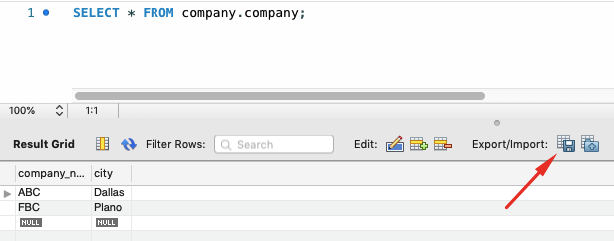 1 SELECT * FROM company.company;
100% 1:1
Result Grid Filter Rows: Search Edit: Export/Import:
company_n... city
ABC Dallas
FBC Plano
NULL NULL